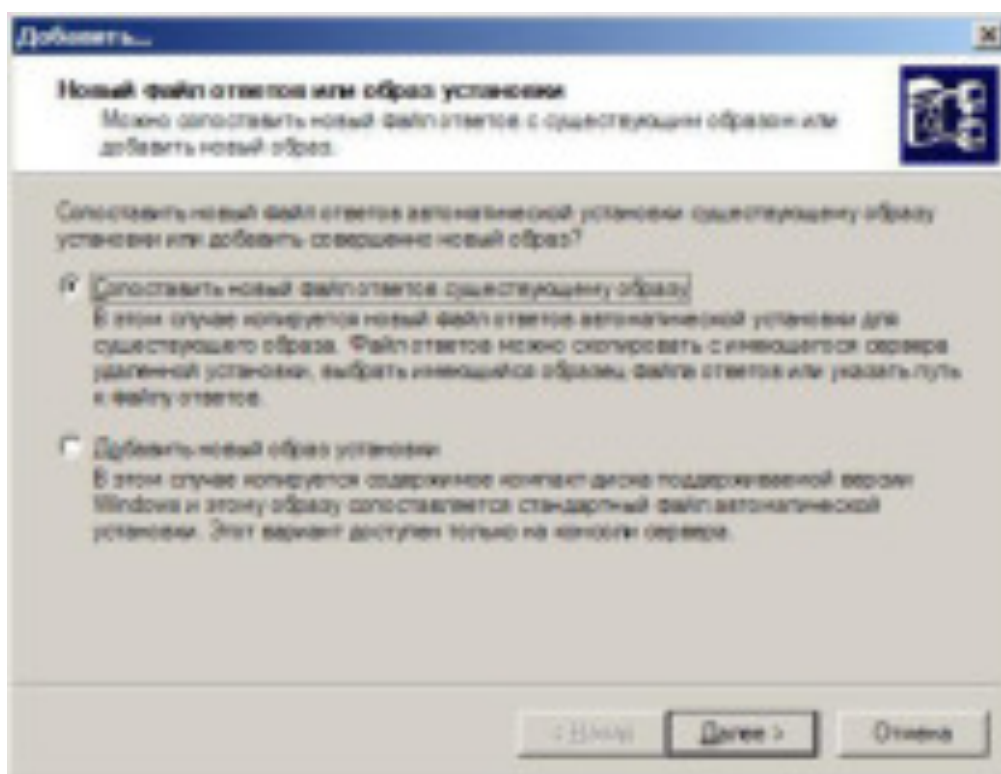 Добавить...
Новый файл ответов или образ установки
Можно сопоставить новый файл ответов с существующим образом или
добавить новый образ.
Сопоставить новый файл ответов автоматической установки существующему образу
установки или добавить совершенно новый образ?
Сопоставить новый файл ответов существующему образу
В этом случае копируется новый файл ответов автоматической установки для
существующего образа. Файл ответов можно скопировать с имеющегося сервера
удаленной установки, выбрать имеющийся образец файла ответов или указать путь
к файлу ответов.
Добавить новый образ установки
В этом случае копируется содержимое компакт-диска поддерживаемой версии
Windows и этому образу сопоставляется стандартный файл автоматической
установки. Этот вариант доступен только на консоли сервера.
< Назад
Далее >
Отмена